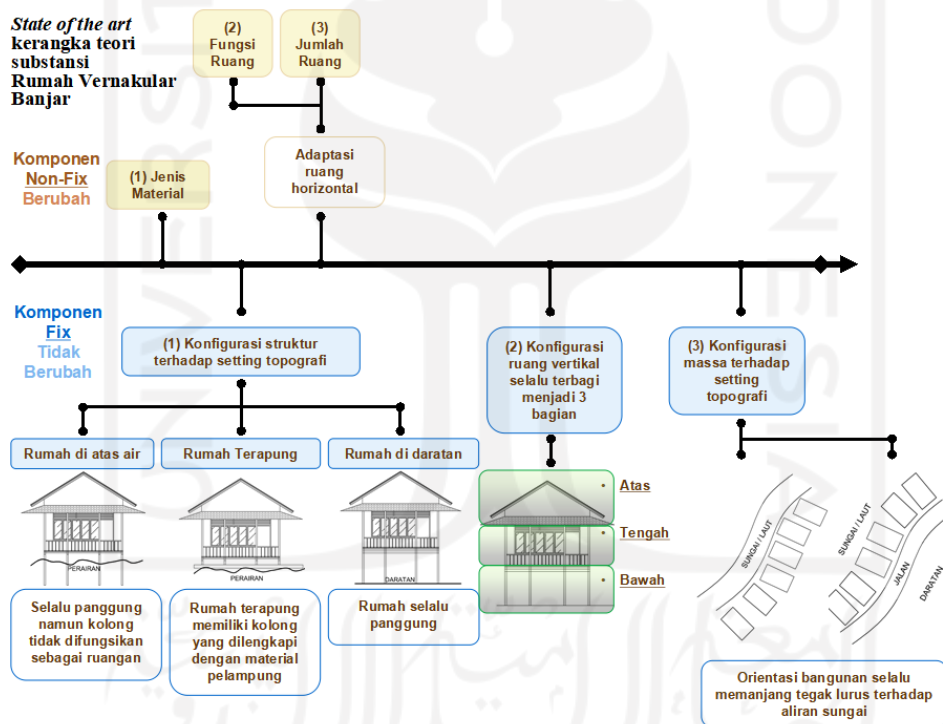 State of the art
kerangka teori
substansi
Rumah Vernakular
Banjar
(2)
Fungsi
Ruang
(3)
Jumlah
Ruang
Komponen
Non-Fix
Berubah
(1) Jenis
Material
Adaptasi
ruang
horizontal
Komponen
Fix
Tidak
Berubah
(1) Konfigurasi struktur
terhadap setting topografi
(2) Konfigurasi
ruang vertikal
selalu terbagi
menjadi 3
bagian
(3) Konfigurasi
massa terhadap
setting
topografi
Rumah di atas air
Rumah Terapung
Rumah di daratan
PERAIRAN
PERAIRAN
DARATAN
Selalu panggung
namun kolong
tidak difungsikan
sebagai ruangan
Rumah terapung
memiliki kolong
yang dilengkapi
dengan material
pelampung
Rumah selalu
panggung
• Atas
• Tengah
• Bawah
SUNGAI / LAUT
SUNGAI / LAUT
JALAN
DARATAN
Orientasi bangunan selalu
memanjang tegak lurus terhadap
aliran sungai